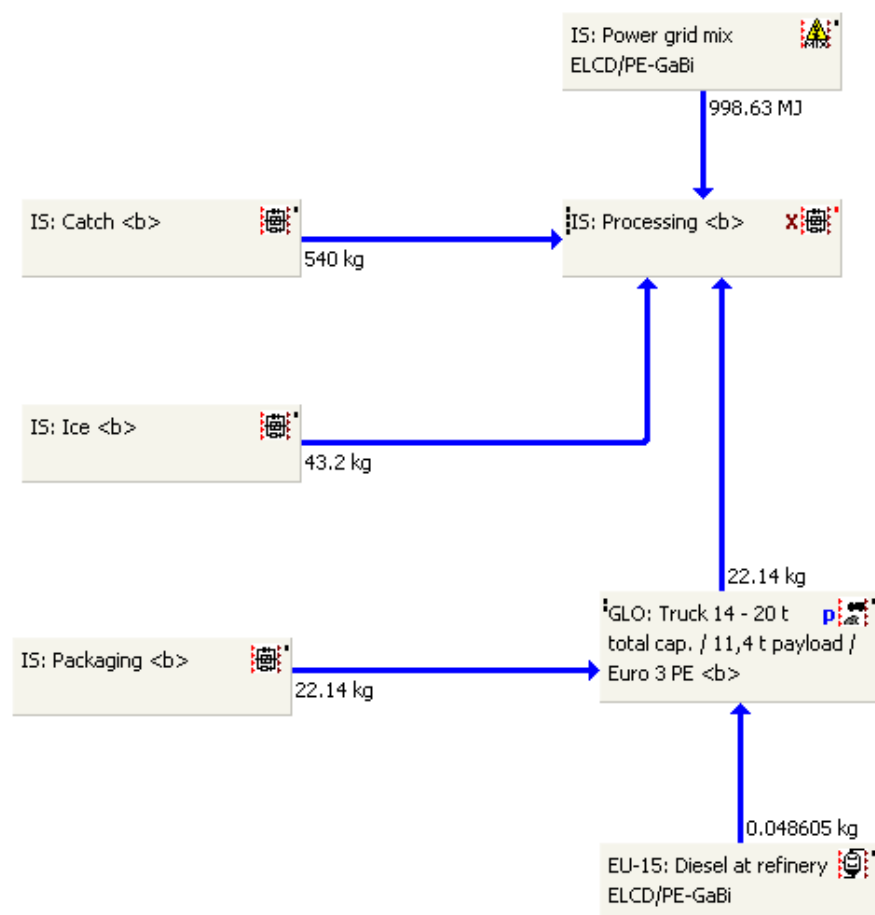 IS: Power grid mix
ELCD/PE-GaBi
MIX
998.63 MJ
IS: Catch <b>
540 kg
IS: Processing <b>
X
IS: Ice <b>
43.2 kg
22.14 kg
GLO: Truck 14 - 20 t
p
total cap. / 11,4 t payload /
Euro 3 PE <b>
IS: Packaging <b>
22.14 kg
0.048605 kg
EU-15: Diesel at refinery
ELCD/PE-GaBi